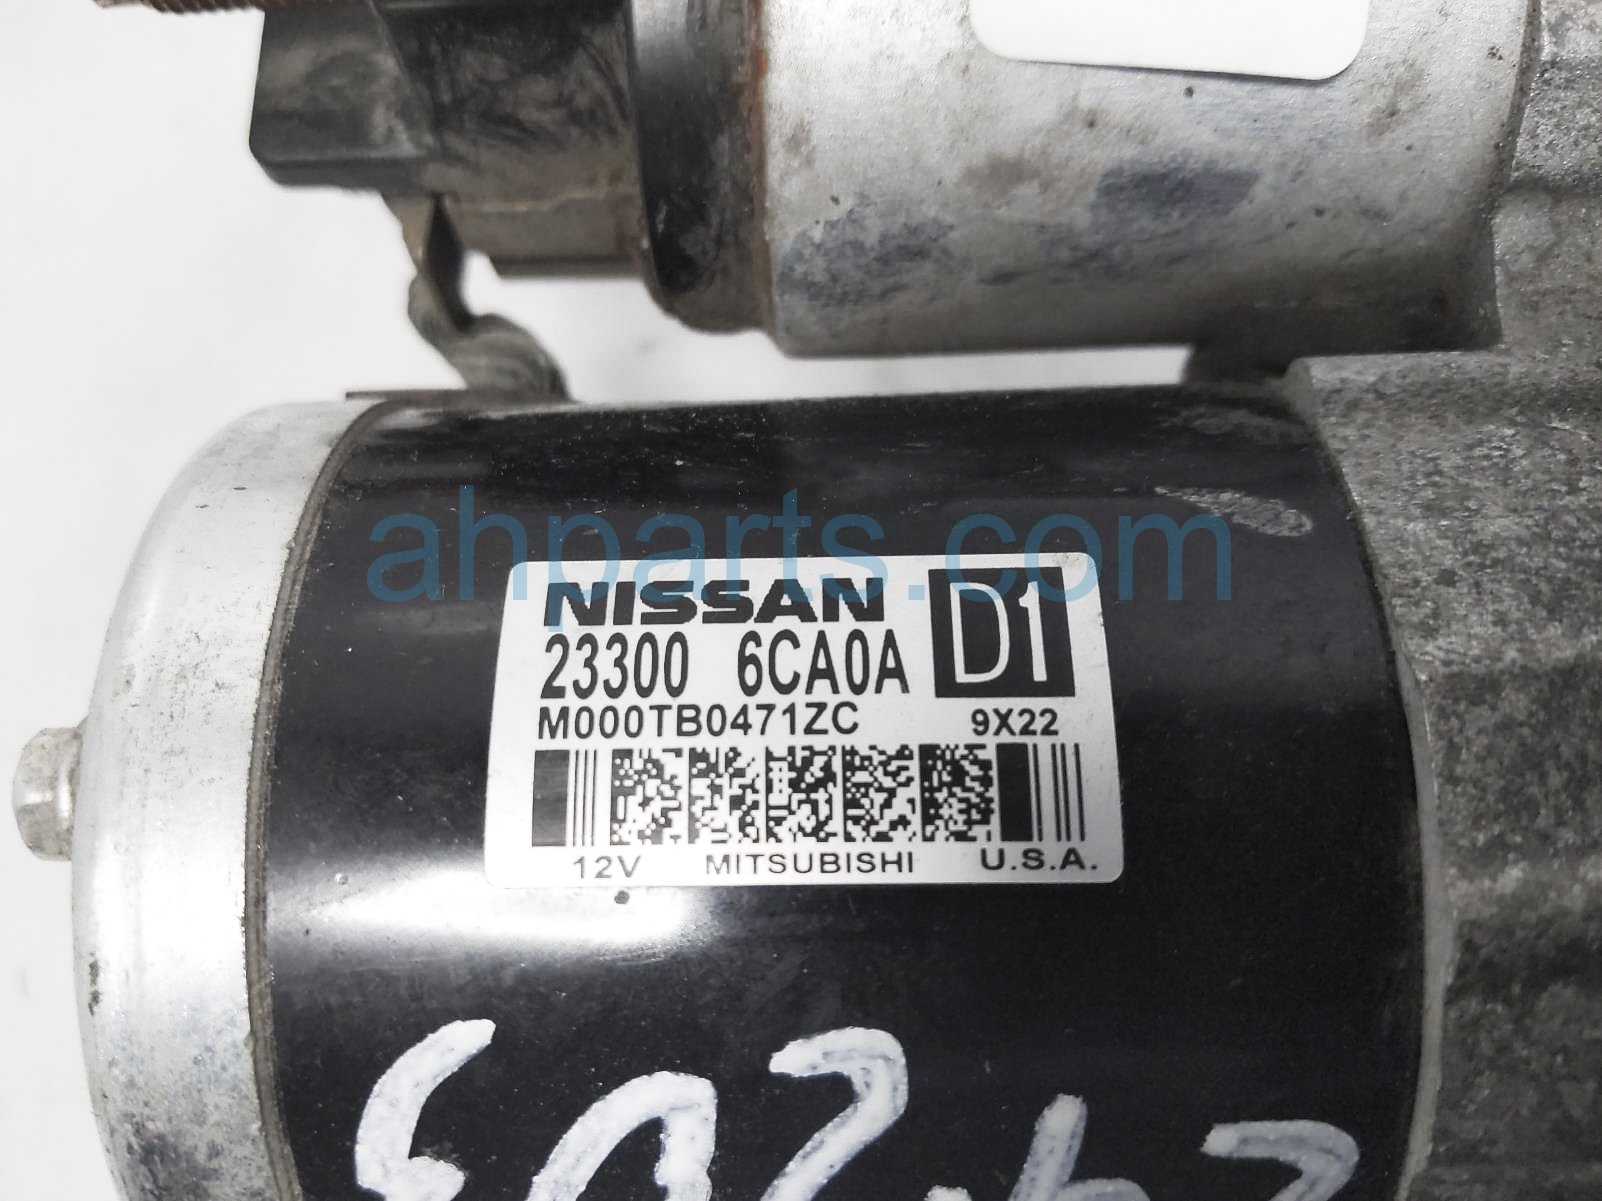 ahparts.com
NISSAN D1
23300 6CA0A
M000TB0471ZC 9X22
12V MITSUBISHI U.S.A.